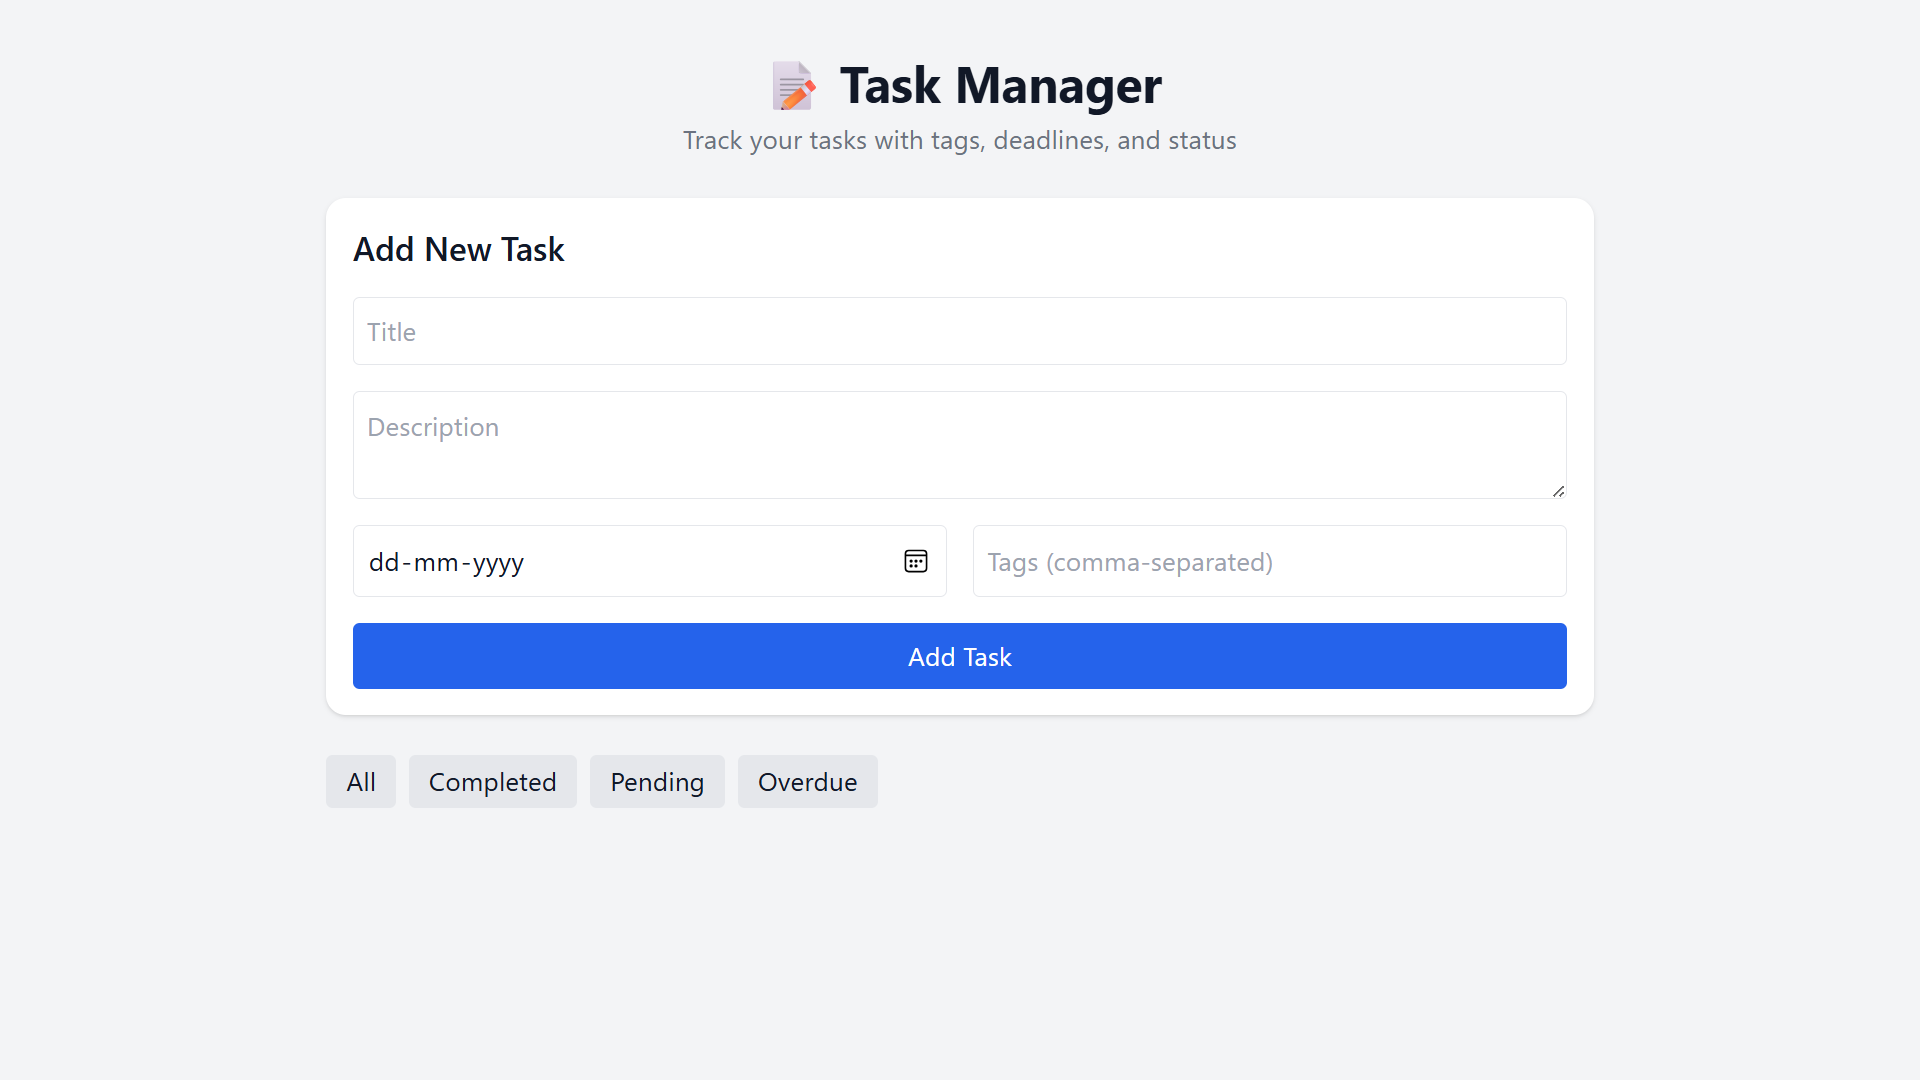 Task Manager
Track your tasks with tags, deadlines, and status
Add New Task
Title
Description
dd-mm-yyyy
Tags (comma-separated)
Add Task
All
Completed
Pending
Overdue